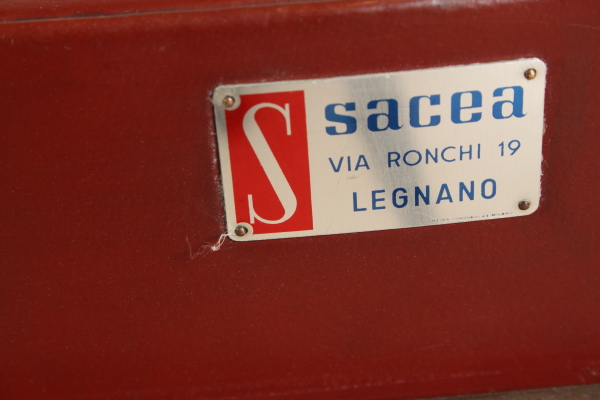 S
sacea
VIA RONCHI 19
LEGNANO